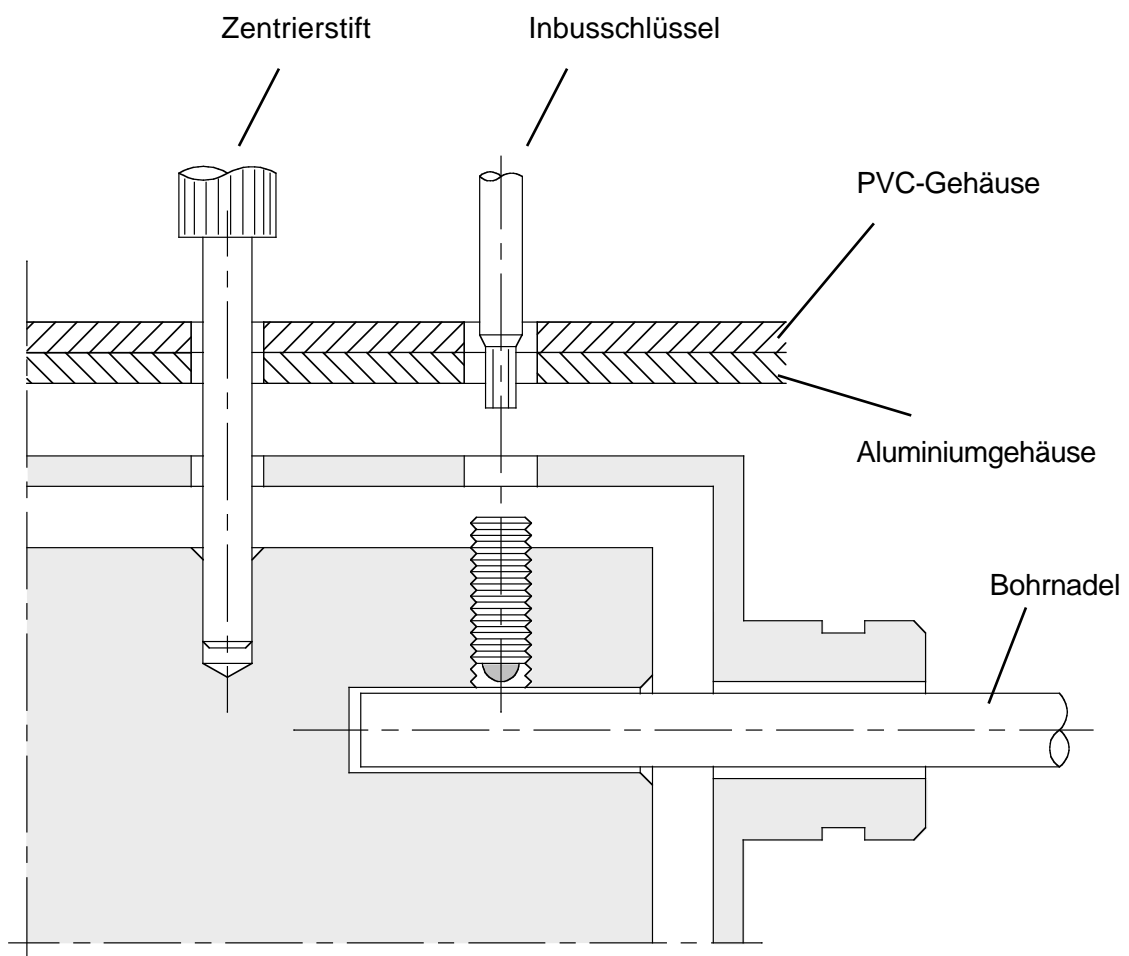 Zentrierstift
Inbusschlüssel
PVC-Gehäuse
Aluminiumgehäuse
Bohrnadel